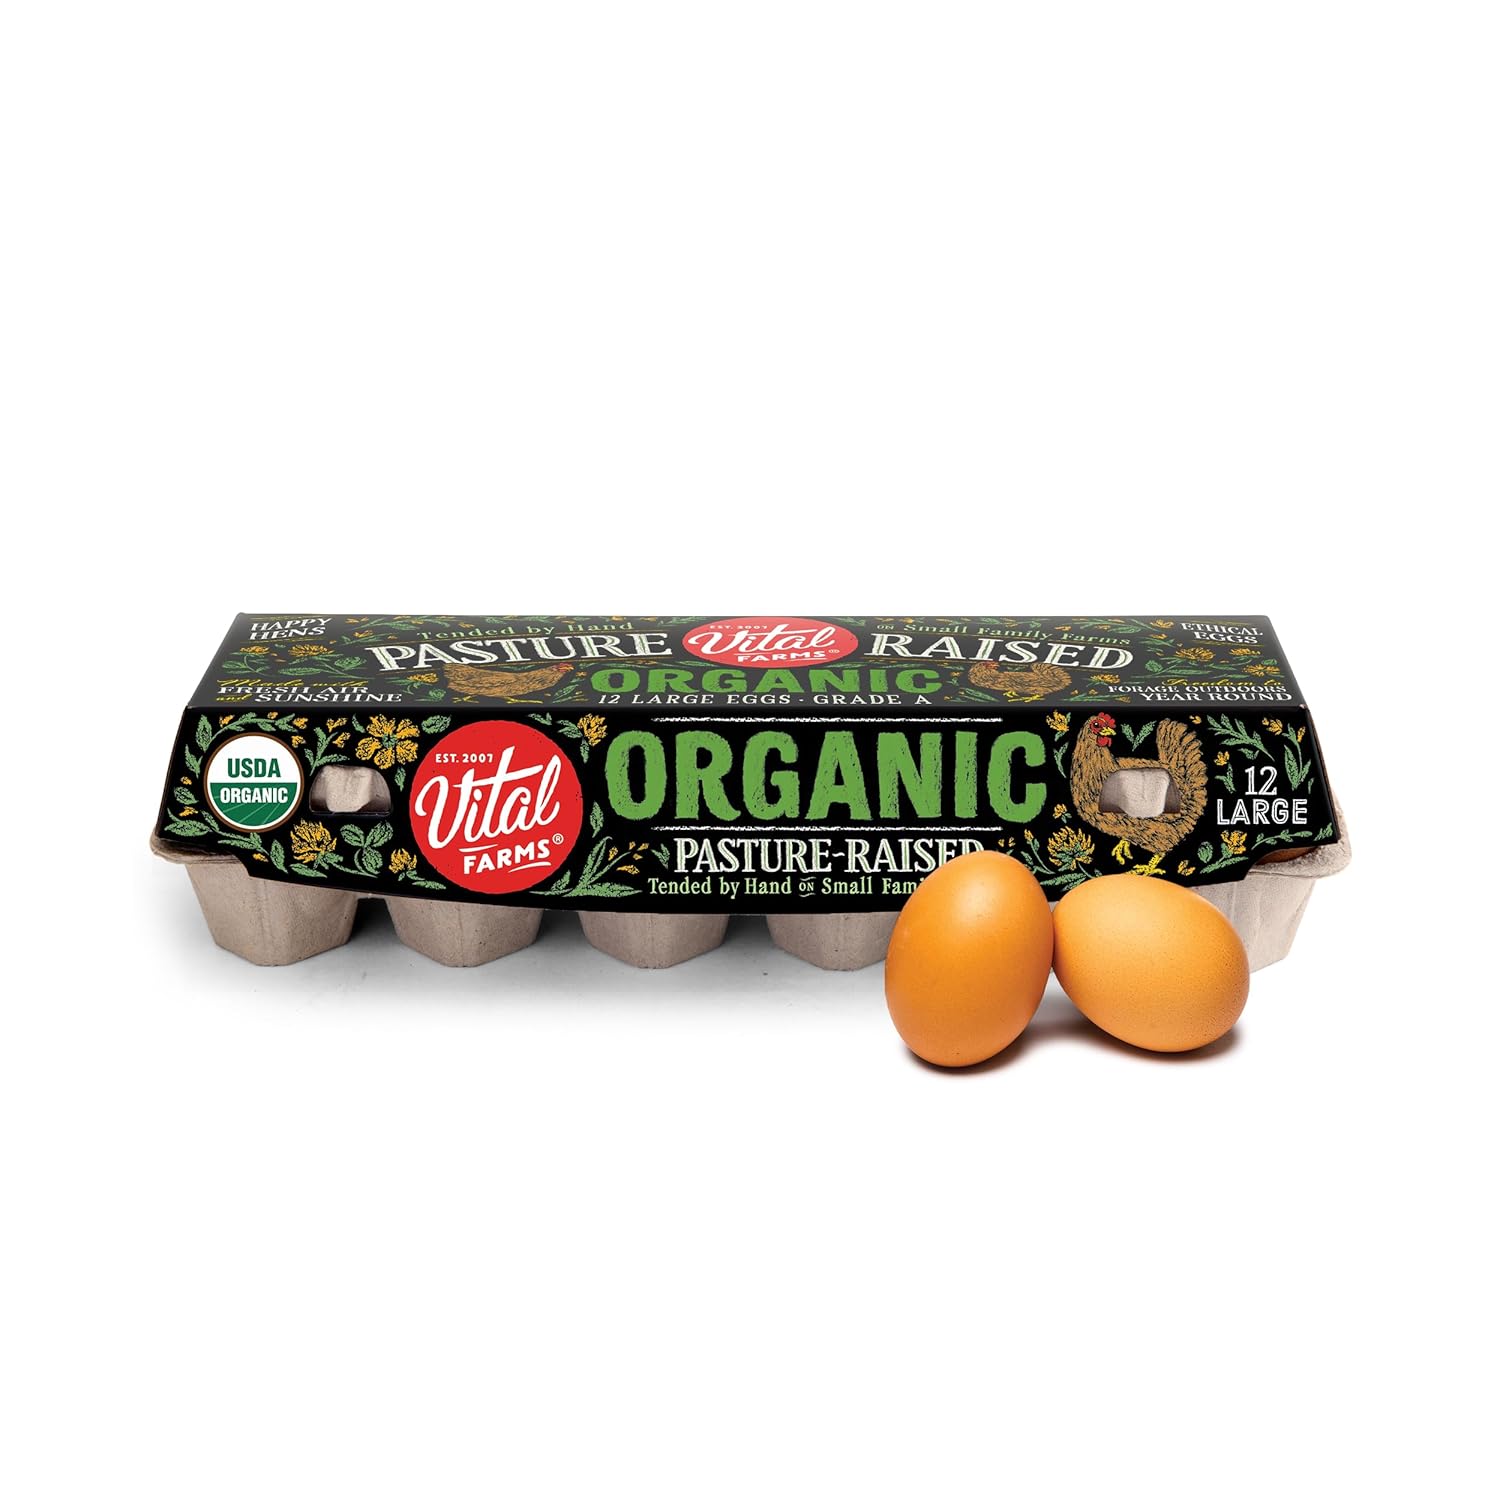 HAPPY
HENS
Tended by Hand
EST. 2007
Vital
FARMS®
on Small Family Farms
ETHICAL
EGGS
PASTURE RAISED
Made with
FRESH AIR
and SUNSHINE
ORGANIC
12 LARGE EGGS · GRADE A
Freedom to
FORAGE OUTDOORS
YEAR ROUND
USDA
ORGANIC
EST. 2007
Vital
FARMS®
ORGANIC
PASTURE-RAISED
Tended by Hand on Small Fami
12
LARGE